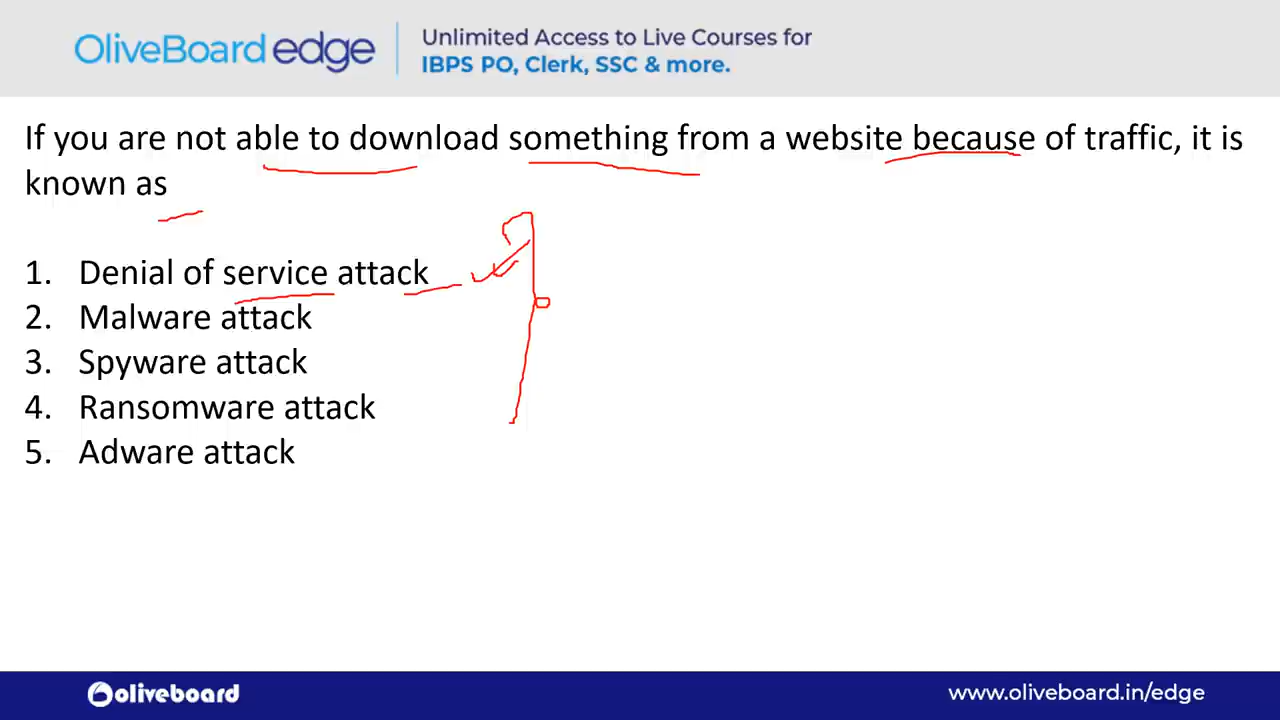 OliveBoard edge
Unlimited Access to Live Courses for
IBPS PO, Clerk, SSC & more.
If you are not able to download something from a website because of traffic, it is
known as
1. Denial of service attack
2. Malware attack
3. Spyware attack
4. Ransomware attack
5. Adware attack
oliveboard
www.oliveboard.in/edge